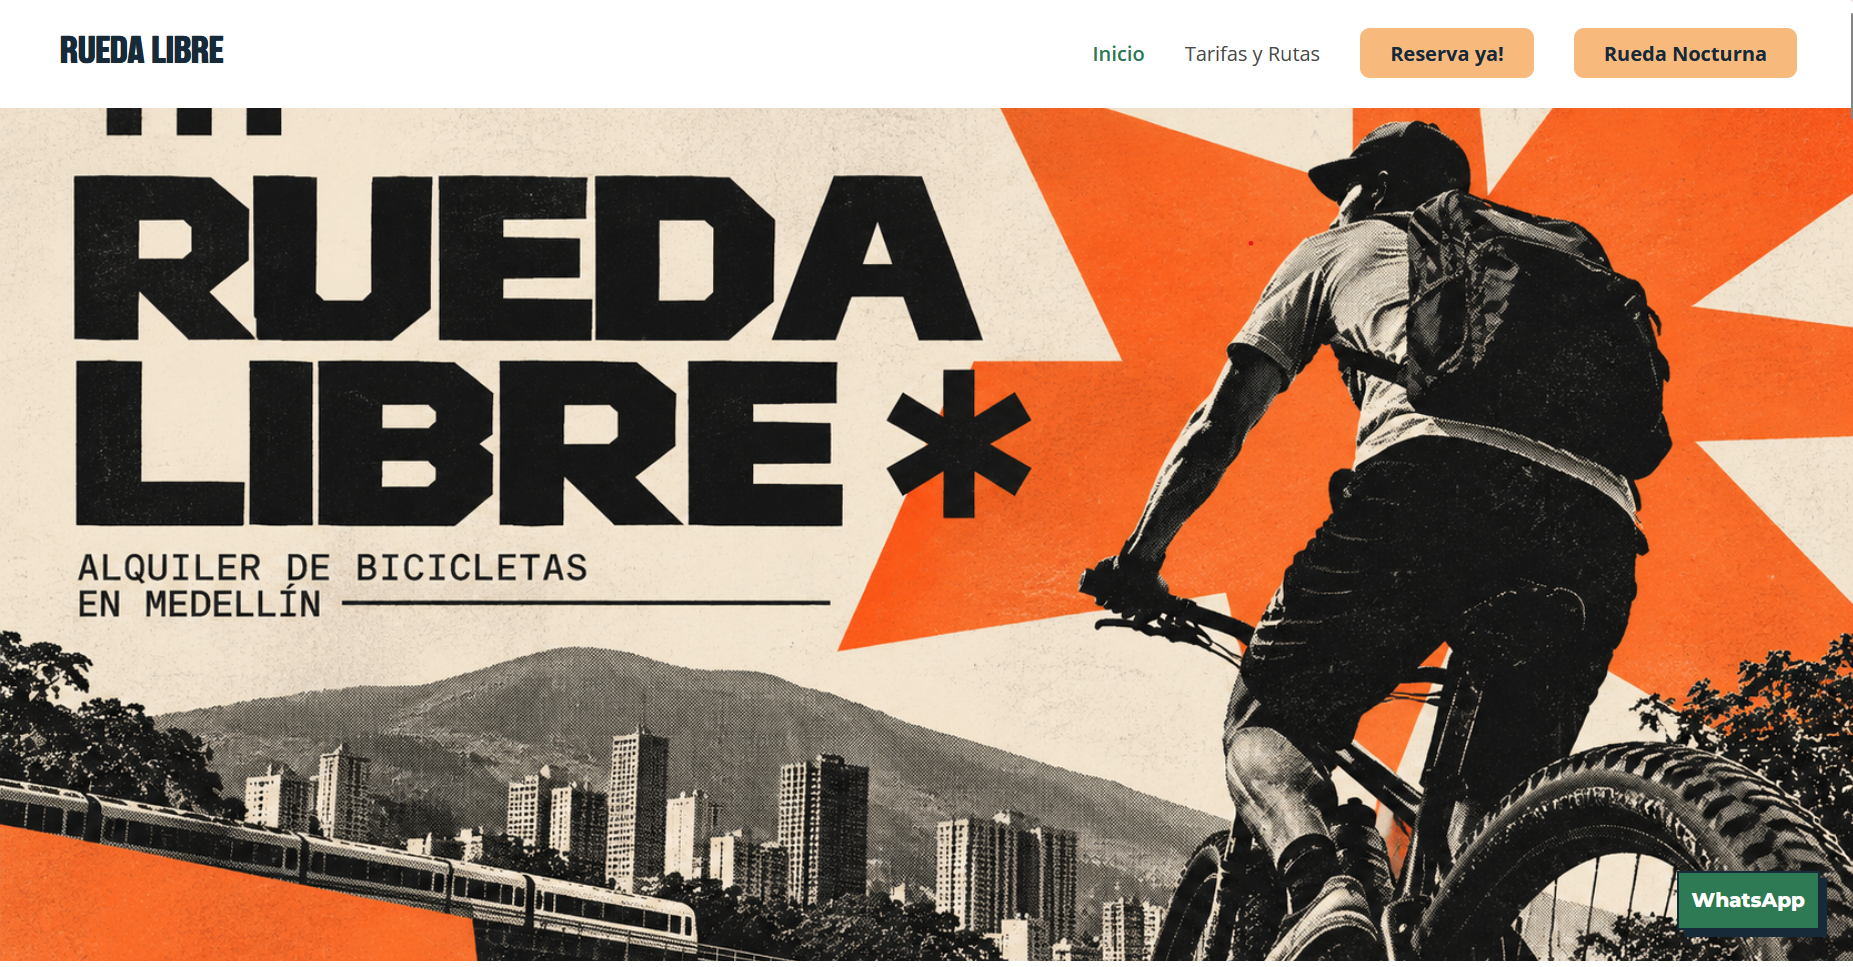 RUEDA LIBRE
Inicio
Tarifas y Rutas
Reserva ya!
Rueda Nocturna
RUEDA
LIBRE*
ALQUILER DE BICICLETAS
EN MEDELLÍN
WhatsApp